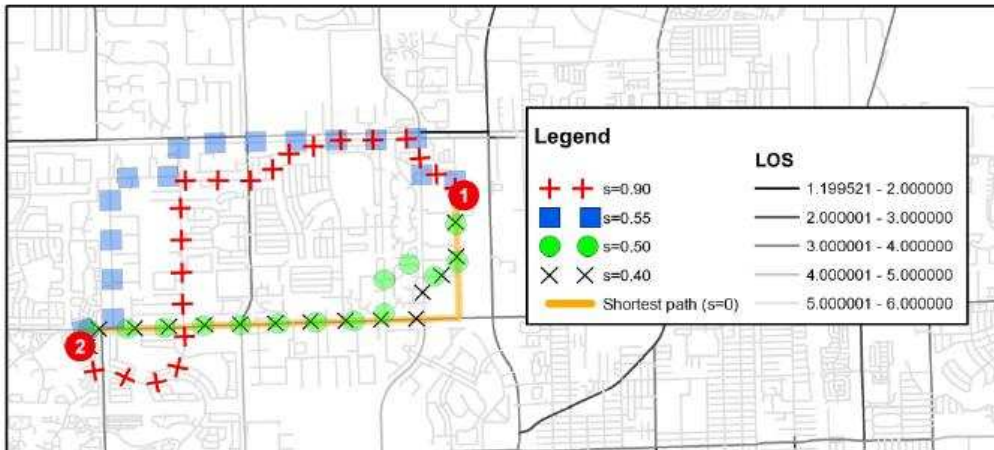 1
2
Legend
LOS
s=0.90
1.199521 - 2.000000
s=0.55
2.000001 - 3.000000
s=0.50
3.000001 - 4.000000
s=0.40
4.000001 - 5.000000
Shortest path (s=0)
5.000001 - 6.000000